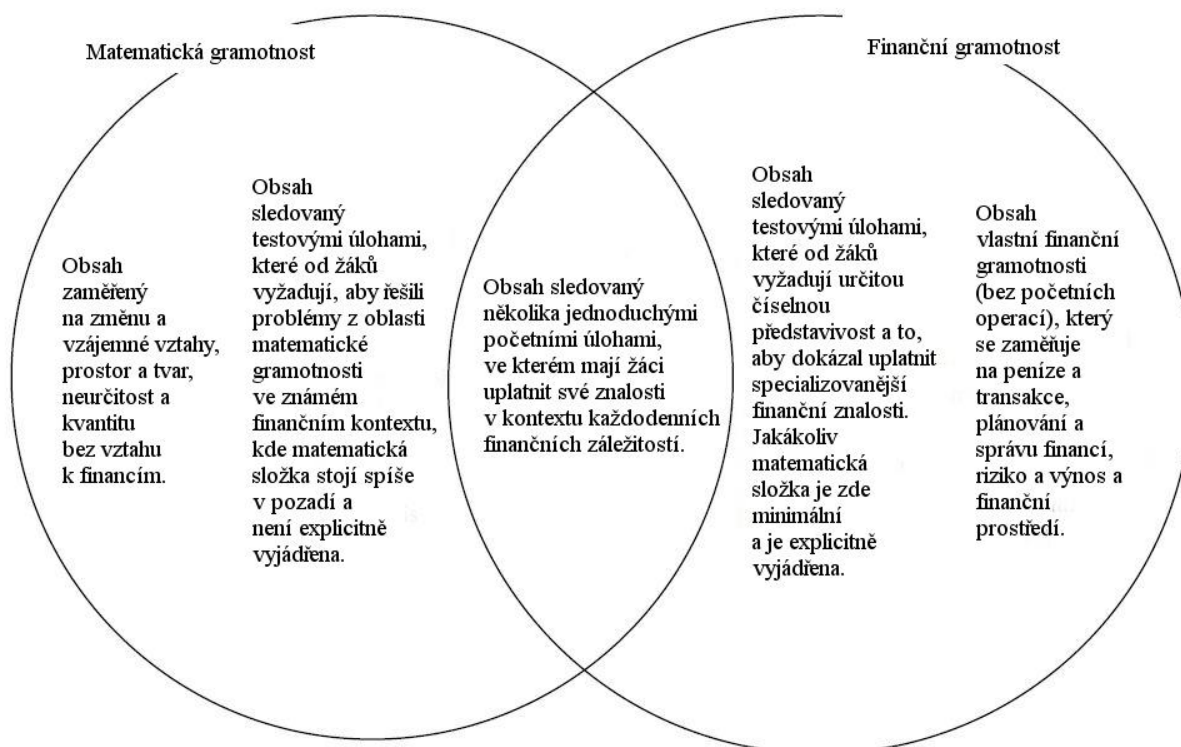 Matematická gramotnost
Finanční gramotnost
Obsah
zaměřený
na změnu a
vzájemné vztahy,
prostor a tvar,
neurčitost a
kvantitu
bez vztahu
k financím.
Obsah
sledovaný
testovými úlohami,
které od žáků
vyžadují, aby řešili
problémy z oblasti
matematické
gramotnosti
ve známém
finančním kontextu,
kde matematická
složka stojí spíše
v pozadí a
není explicitně
vyjádřena.
Obsah sledovaný
několika jednoduchými
početními úlohami,
ve kterém mají žáci
uplatnit své znalosti
v kontextu každodenních
finančních záležitostí.
Obsah
sledovaný
testovými úlohami,
které od žáků
vyžadují určitou
číselnou
představivost a to,
aby dokázal uplatnit
specializovanější
finanční znalosti.
Jakákoliv
matematická
složka je zde
minimální
a je explicitně
vyjádřena.
Obsah
vlastní finanční
gramotnosti
(bez početních
operací), který
se zaměřuje
na peníze a
transakce,
plánování a
správu financí,
riziko a výnos a
finanční
prostředí.